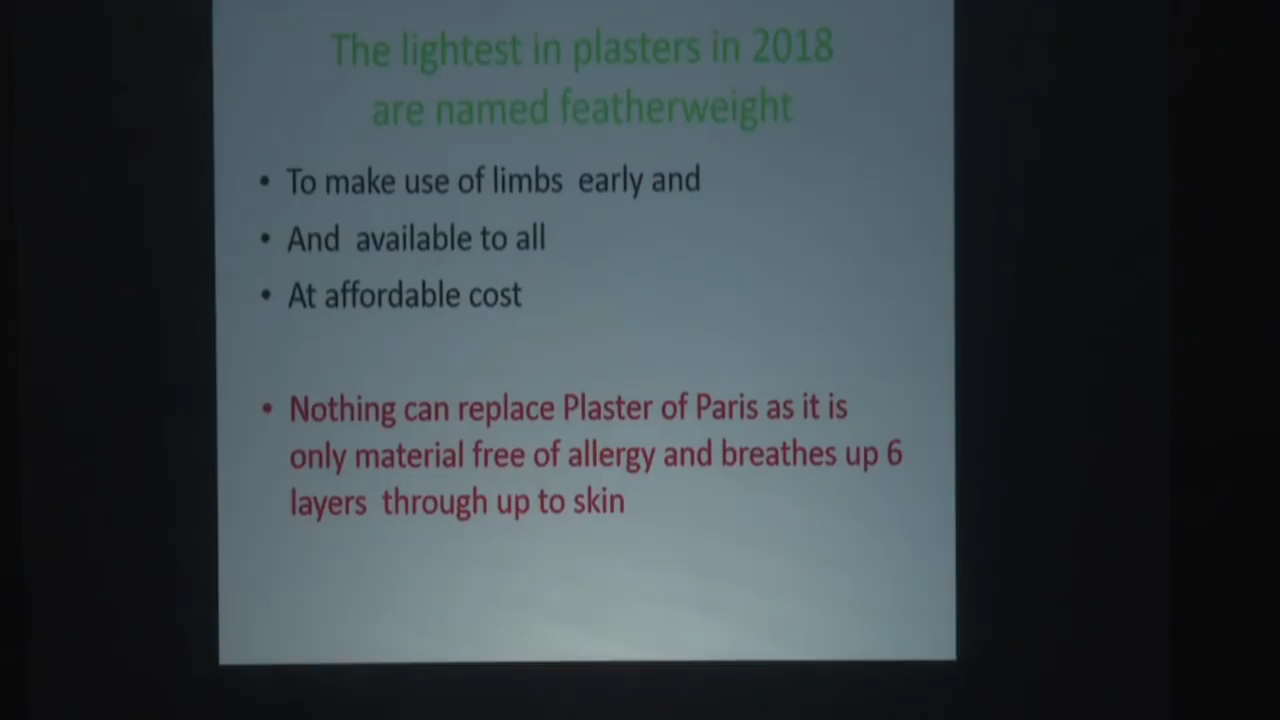 The lightest in plasters in 2018
are named featherweight
• To make use of limbs early and
• And available to all
• At affordable cost
• Nothing can replace Plaster of Paris as it is
only material free of allergy and breathes up 6
layers through up to skin